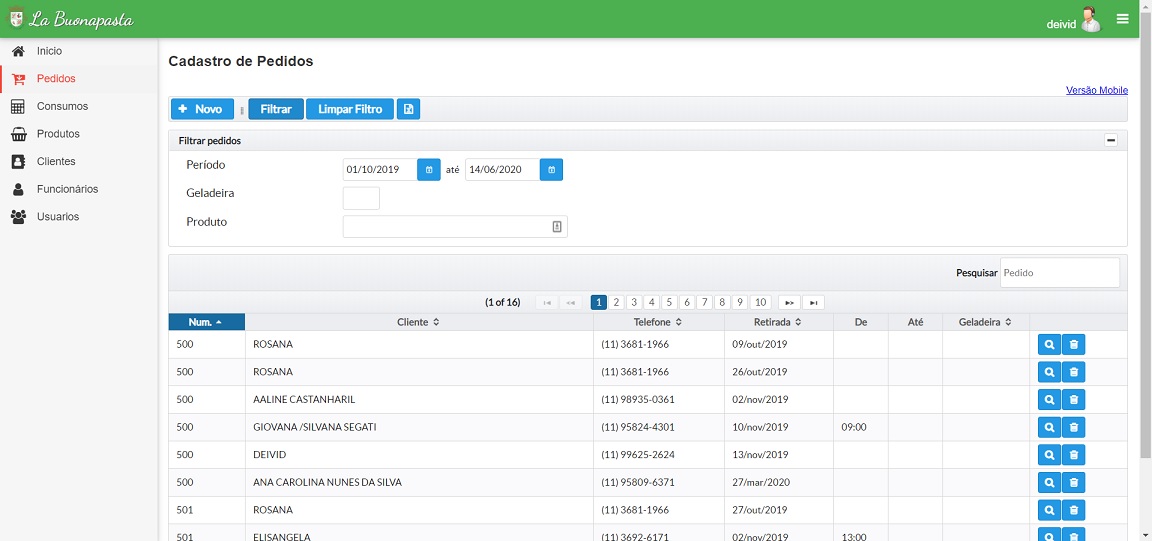 La Buonapasta
deivid
Inicio
Pedidos
Consumos
Produtos
Clientes
Funcionários
Usuarios
Cadastro de Pedidos
Versão Mobile
Novo Filtrar Limpar Filtro
Filtrar pedidos
Período 01/10/2019 até 14/06/2020
Geladeira
Produto
Pesquisar Pedido
(1 of 16) 1 2 3 4 5 6 7 8 9 10
Num. Cliente Telefone Retirada De Até Geladeira
500 ROSANA (11) 3681-1966 09/out/2019
500 ROSANA (11) 3681-1966 26/out/2019
500 AALINE CASTANHARIL (11) 98935-0361 02/nov/2019
500 GIOVANA /SILVANA SEGATI (11) 95824-4301 10/nov/2019 09:00
500 DEIVID (11) 99625-2624 13/nov/2019
500 ANA CAROLINA NUNES DA SILVA (11) 95809-6371 27/mar/2020
501 ROSANA (11) 3681-1966 27/out/2019
501 ELISANGELA (11) 3692-6171 02/nov/2019 13:00